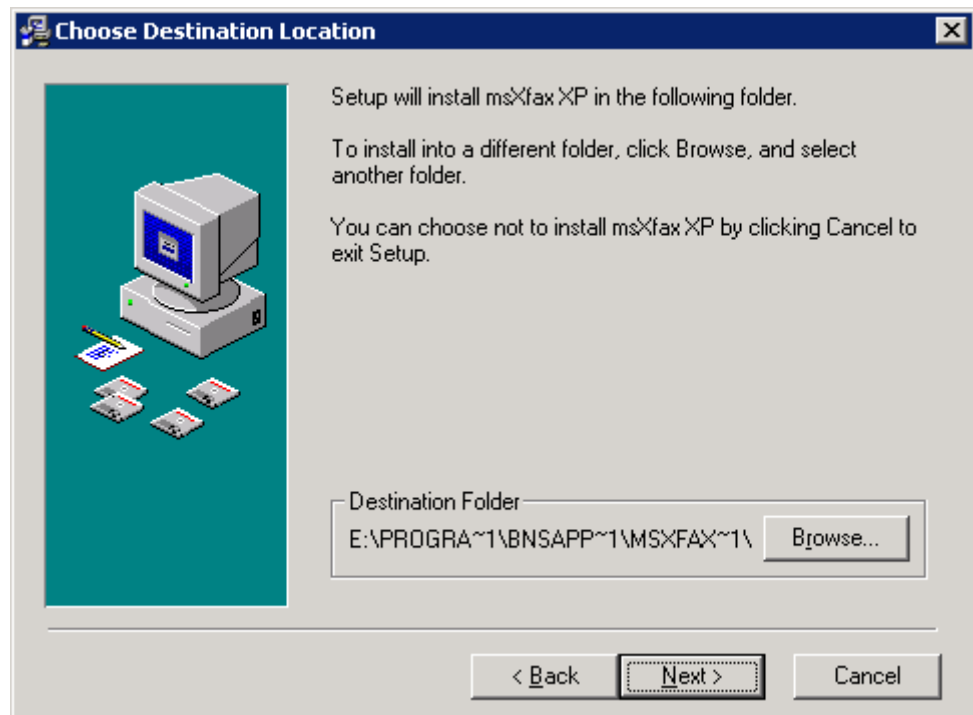 Choose Destination Location
Setup will install msXfax XP in the following folder.
To install into a different folder, click Browse, and select
another folder.
You can choose not to install msXfax XP by clicking Cancel to
exit Setup.
Destination Folder
E:\PROGRA~1\BNSAPP~1\MSXFAX~1\
Browse...
< Back
Next >
Cancel